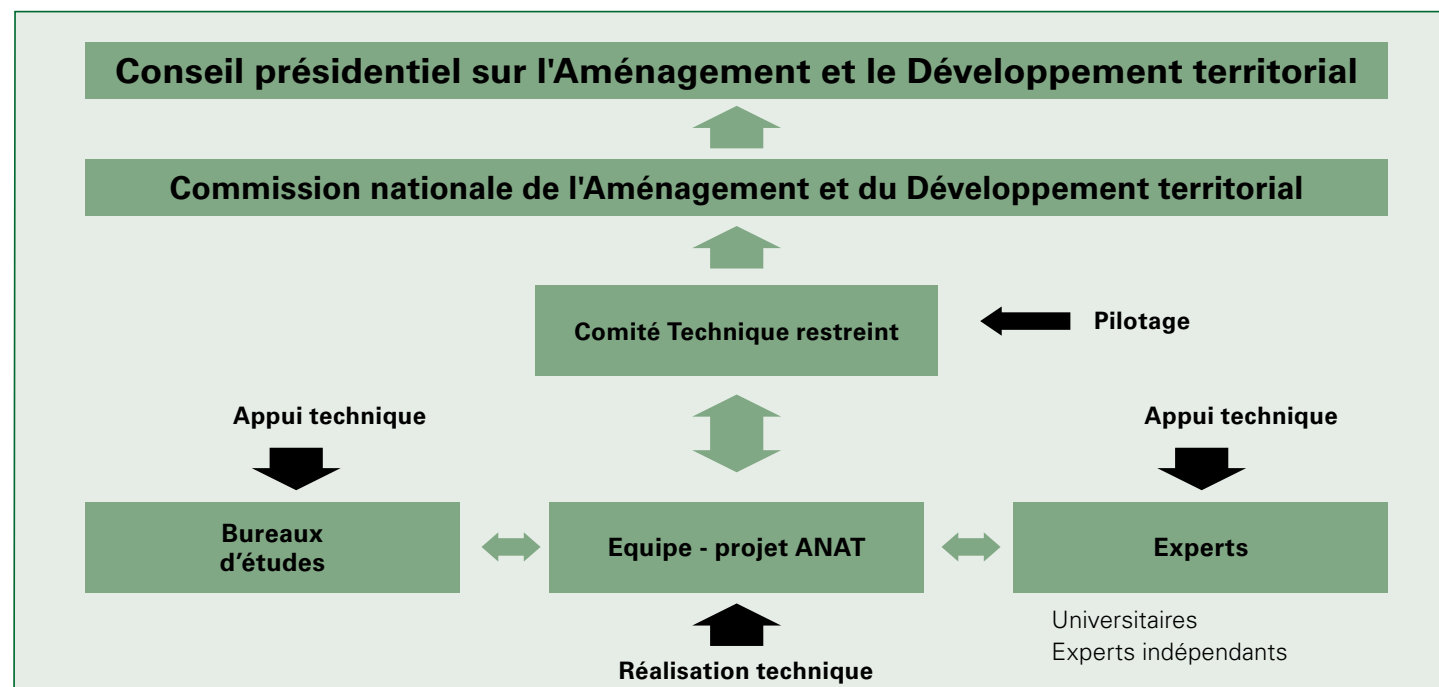 Conseil présidentiel sur l'Aménagement et le Développement territorial
Commission nationale de l'Aménagement et du Développement territorial
Comité Technique restreint
Pilotage
Appui technique
Appui technique
Bureaux
d’études
Equipe - projet ANAT
Experts
Universitaires
Experts indépendants
Réalisation technique